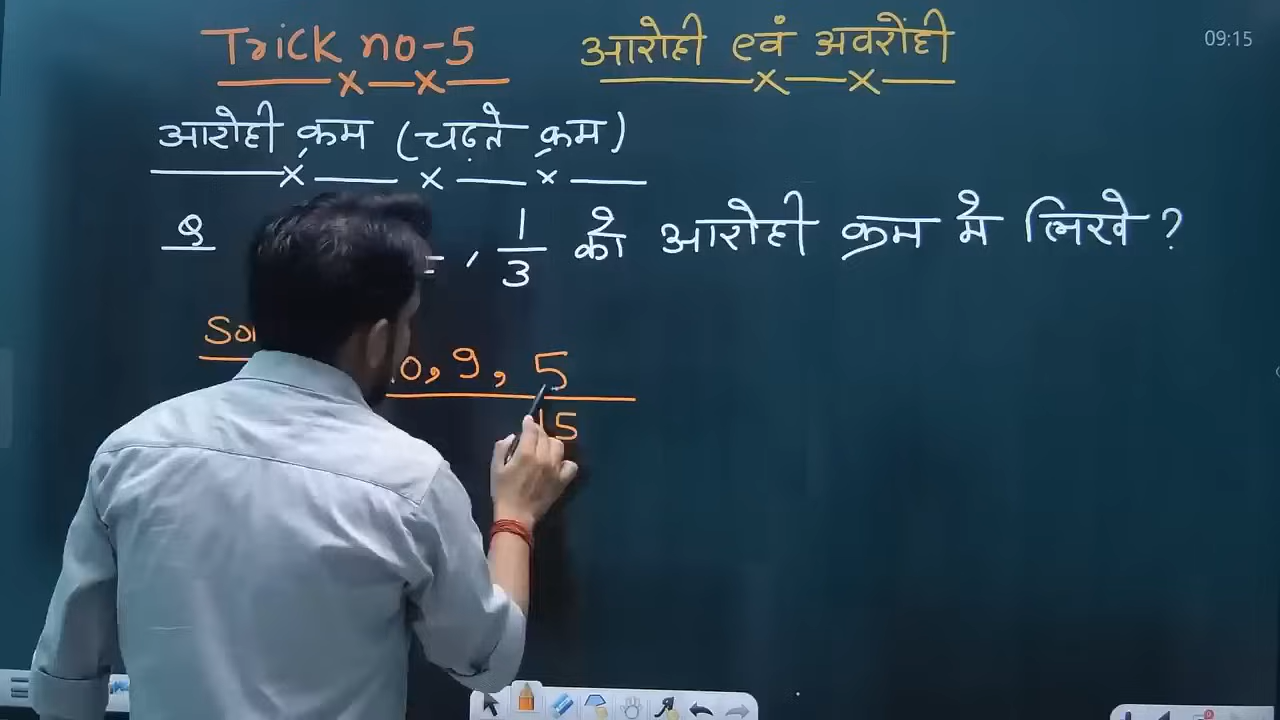 Trick no-5 आरोही एवं अवरोही
09:15
आरोही क्रम (चढ़ते क्रम)
, 1/3 को आरोही क्रम मे लिखे ?
0, 9, 5
15